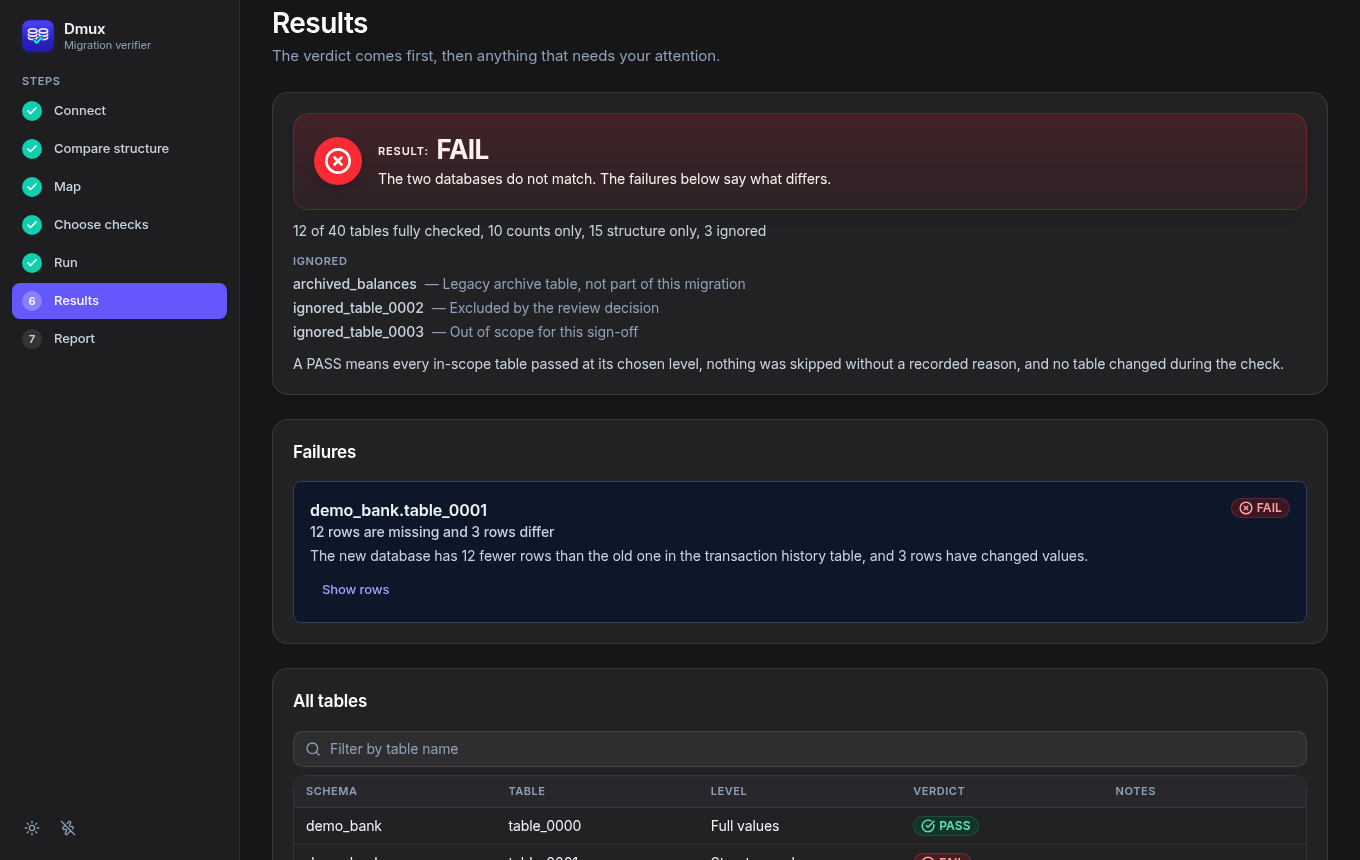 Dmux
Migration verifier
STEPS
Connect
Compare structure
Map
Choose checks
Run
6 Results
7 Report
Results
The verdict comes first, then anything that needs your attention.
RESULT: FAIL
The two databases do not match. The failures below say what differs.
12 of 40 tables fully checked, 10 counts only, 15 structure only, 3 ignored
IGNORED
archived_balances — Legacy archive table, not part of this migration
ignored_table_0002 — Excluded by the review decision
ignored_table_0003 — Out of scope for this sign-off
A PASS means every in-scope table passed at its chosen level, nothing was skipped without a recorded reason, and no table changed during the check.
Failures
demo_bank.table_0001 FAIL
12 rows are missing and 3 rows differ
The new database has 12 fewer rows than the old one in the transaction history table, and 3 rows have changed values.
Show rows
All tables
Filter by table name
SCHEMA TABLE LEVEL VERDICT NOTES
demo_bank table_0000 Full values PASS